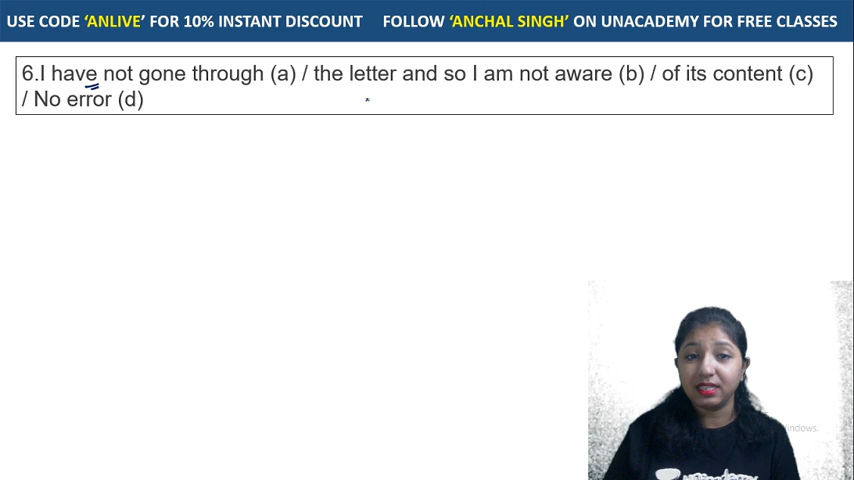 USE CODE ‘ANLIVE’ FOR 10% INSTANT DISCOUNT FOLLOW ‘ANCHAL SINGH’ ON UNACADEMY FOR FREE CLASSES
6.I have not gone through (a) / the letter and so I am not aware (b) / of its content (c)
/ No error (d)